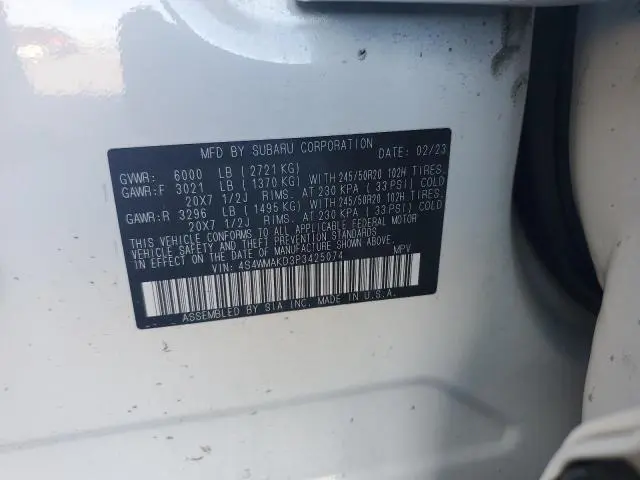 MFD BY SUBARU CORPORATION DATE: 02/23
GVWR: 6000 LB (2721 KG)
GAWR:F 3021 LB (1370 KG) WITH 245/50R20 102H TIRES,
20X7 1/2J RIMS. AT 230 KPA (33 PSI) COLD
GAWR:R 3296 LB (1495 KG) WITH 245/50R20 102H TIRES,
20X7 1/2J RIMS. AT 230 KPA (33 PSI) COLD
THIS VEHICLE CONFORMS TO ALL APPLICABLE FEDERAL MOTOR
VEHICLE SAFETY STANDARDS
IN EFFECT ON THE DATE OF MANUFACTURE SHOWN ABOVE.
VIN: 4S4WMAKD3P3425074 MPV
ASSEMBLED BY SIA INC. MADE IN U.S.A.